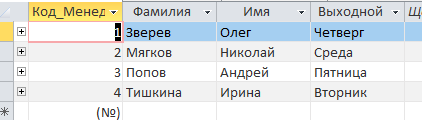 Код_Менед Фамилия Имя Выходной Щ
1 Зверев Олег Четверг
2 Мягков Николай Среда
3 Попов Андрей Пятница
4 Тишкина Ирина Вторник
(№)